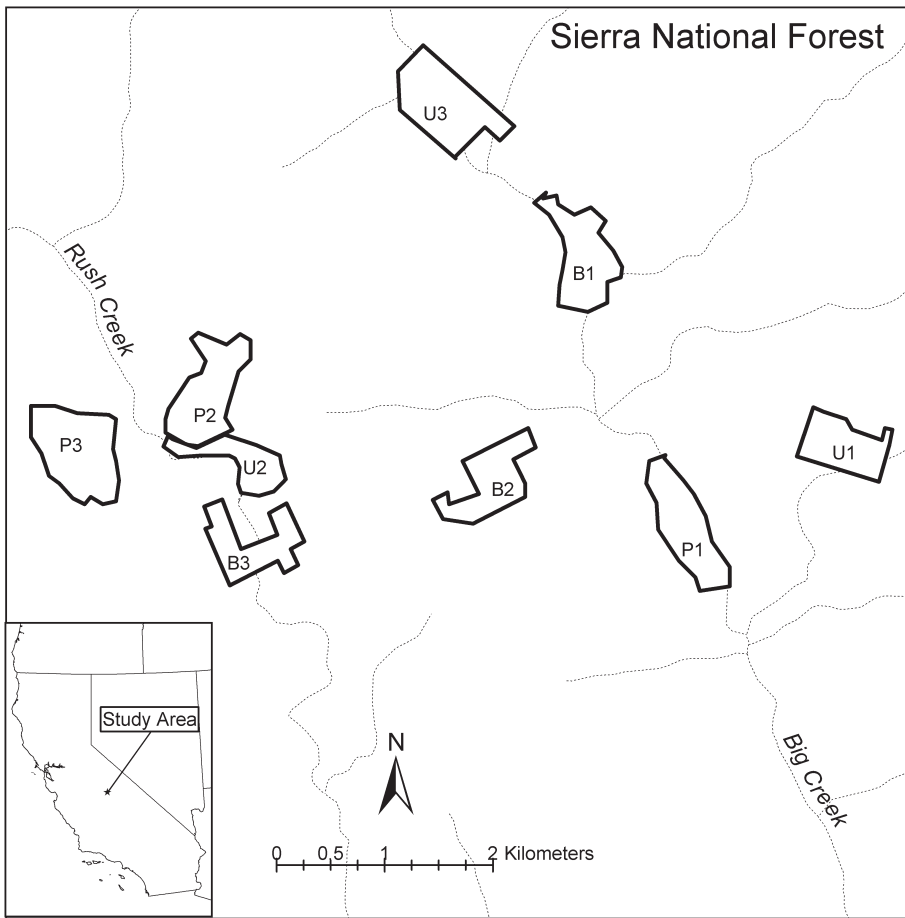 Sierra National Forest
U3
B1
Rush Creek
P2
P3
U2
B2
U1
B3
P1
Study Area
N
Big Creek
0 0.5 1 2 Kilometers